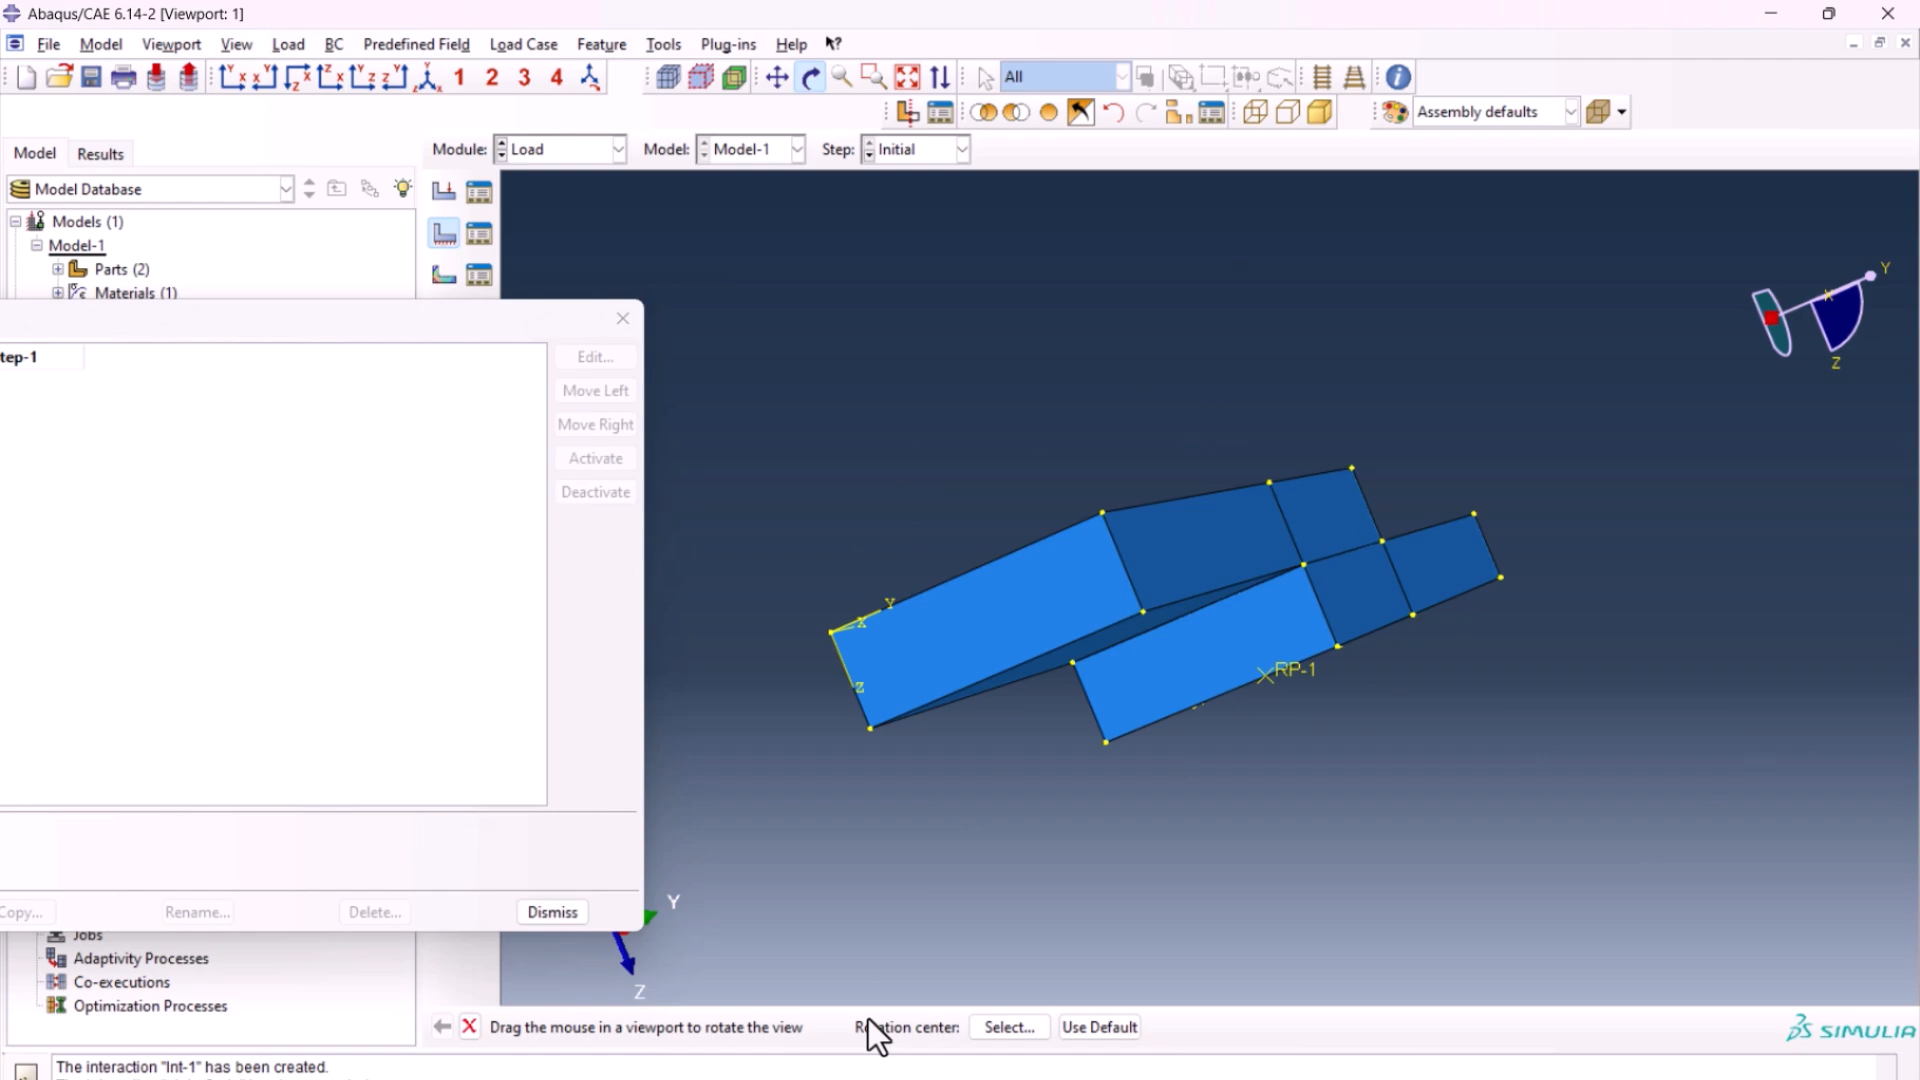 Abaqus/CAE 6.14-2 [Viewport: 1]
File Model Viewport View Load BC Predefined Field Load Case Feature Tools Plug-ins Help
1 2 3 4 All
Assembly defaults
Model Results
Module: Load Model: Model-1 Step: Initial
Model Database
Models (1)
Model-1
Parts (2)
Materials (1)
tep-1
Edit...
Move Left
Move Right
Activate
Deactivate
Copy... Rename... Delete... Dismiss
Jobs
Adaptivity Processes
Co-executions
Optimization Processes
Y
X
Z
Y
X
Z
RP-1
Y
Z
Drag the mouse in a viewport to rotate the view
center: Select... Use Default
SIMULIA
The interaction "Int-1" has been created.